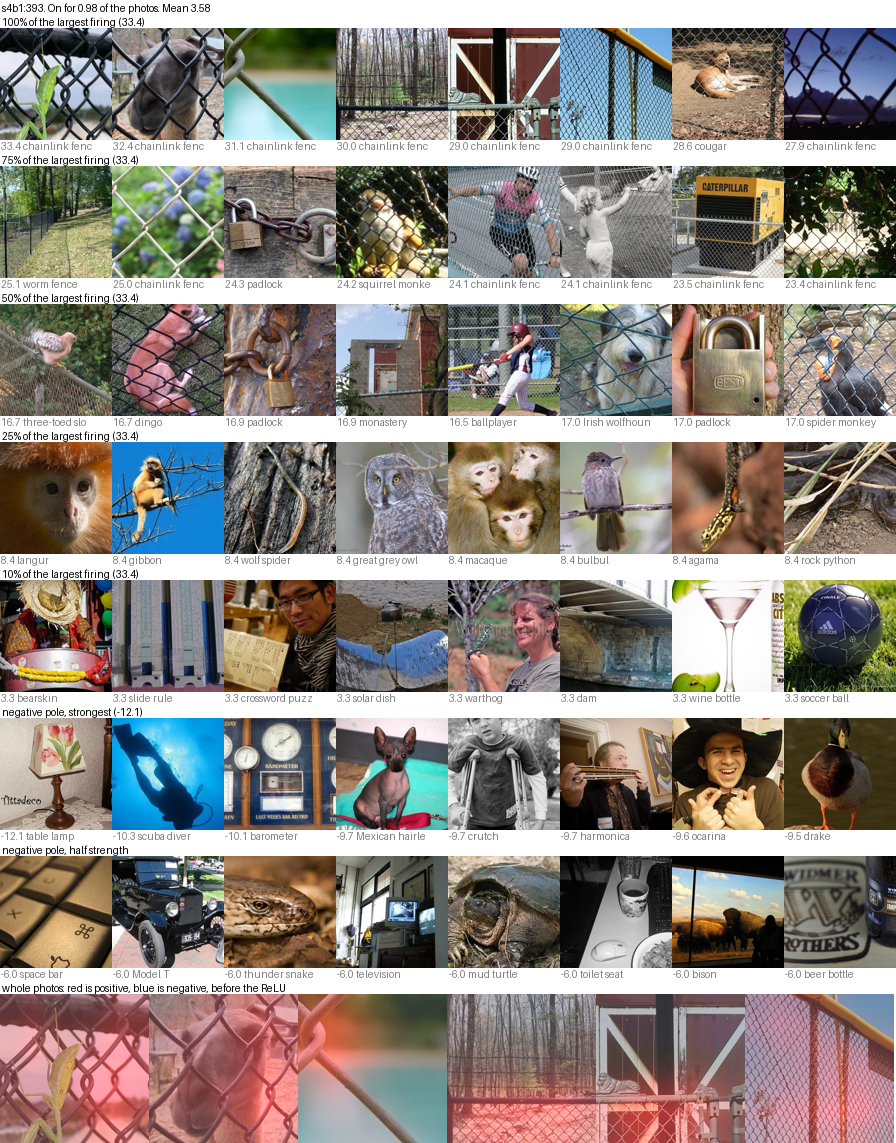 s4b1:393. On for 0.98 of the photos. Mean 3.58
100% of the largest firing (33.4)
33.4 chainlink fenc 32.4 chainlink fenc 31.1 chainlink fenc 30.0 chainlink fenc 29.0 chainlink fenc 29.0 chainlink fenc 28.6 cougar 27.9 chainlink fenc
75% of the largest firing (33.4)
CATERPILLAR
25.1 worm fence 25.0 chainlink fenc 24.3 padlock 24.2 squirrel monke 24.1 chainlink fenc 24.1 chainlink fenc 23.5 chainlink fenc 23.4 chainlink fenc
50% of the largest firing (33.4)
BEST
16.7 three-toed slo 16.7 dingo 16.9 padlock 16.9 monastery 16.5 ballplayer 17.0 Irish wolfhoun 17.0 padlock 17.0 spider monkey
25% of the largest firing (33.4)
8.4 langur 8.4 gibbon 8.4 wolf spider 8.4 great grey owl 8.4 macaque 8.4 bulbul 8.4 agama 8.4 rock python
10% of the largest firing (33.4)
adidas
3.3 bearskin 3.3 slide rule 3.3 crossword puzz 3.3 solar dish 3.3 warthog 3.3 dam 3.3 wine bottle 3.3 soccer ball
negative pole, strongest (-12.1)
Tittadeco
BAROMETER
LAST WEEKS BAR. RECORD
-12.1 table lamp -10.3 scuba diver -10.1 barometer -9.7 Mexican hairle -9.7 crutch -9.7 harmonica -9.6 ocarina -9.5 drake
negative pole, half strength
WIDMER
W
ROTHERS
-6.0 space bar -6.0 Model T -6.0 thunder snake -6.0 television -6.0 mud turtle -6.0 toilet seat -6.0 bison -6.0 beer bottle
whole photos: red is positive, blue is negative, before the ReLU